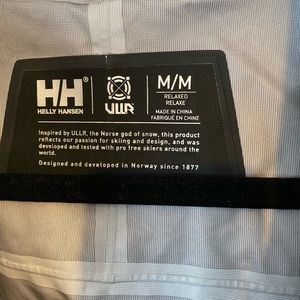 HH®
HELLY HANSEN
ULLR
M/M
RELAXED
RELAXE
MADE IN CHINA
FABRIQUÉ EN CHINE
Inspired by ULLR, the Norse god of snow, this product
reflects our passion for skiing and design, and was
developed and tested with pro free skiers around the
world.
Designed and developed in Norway since 1877